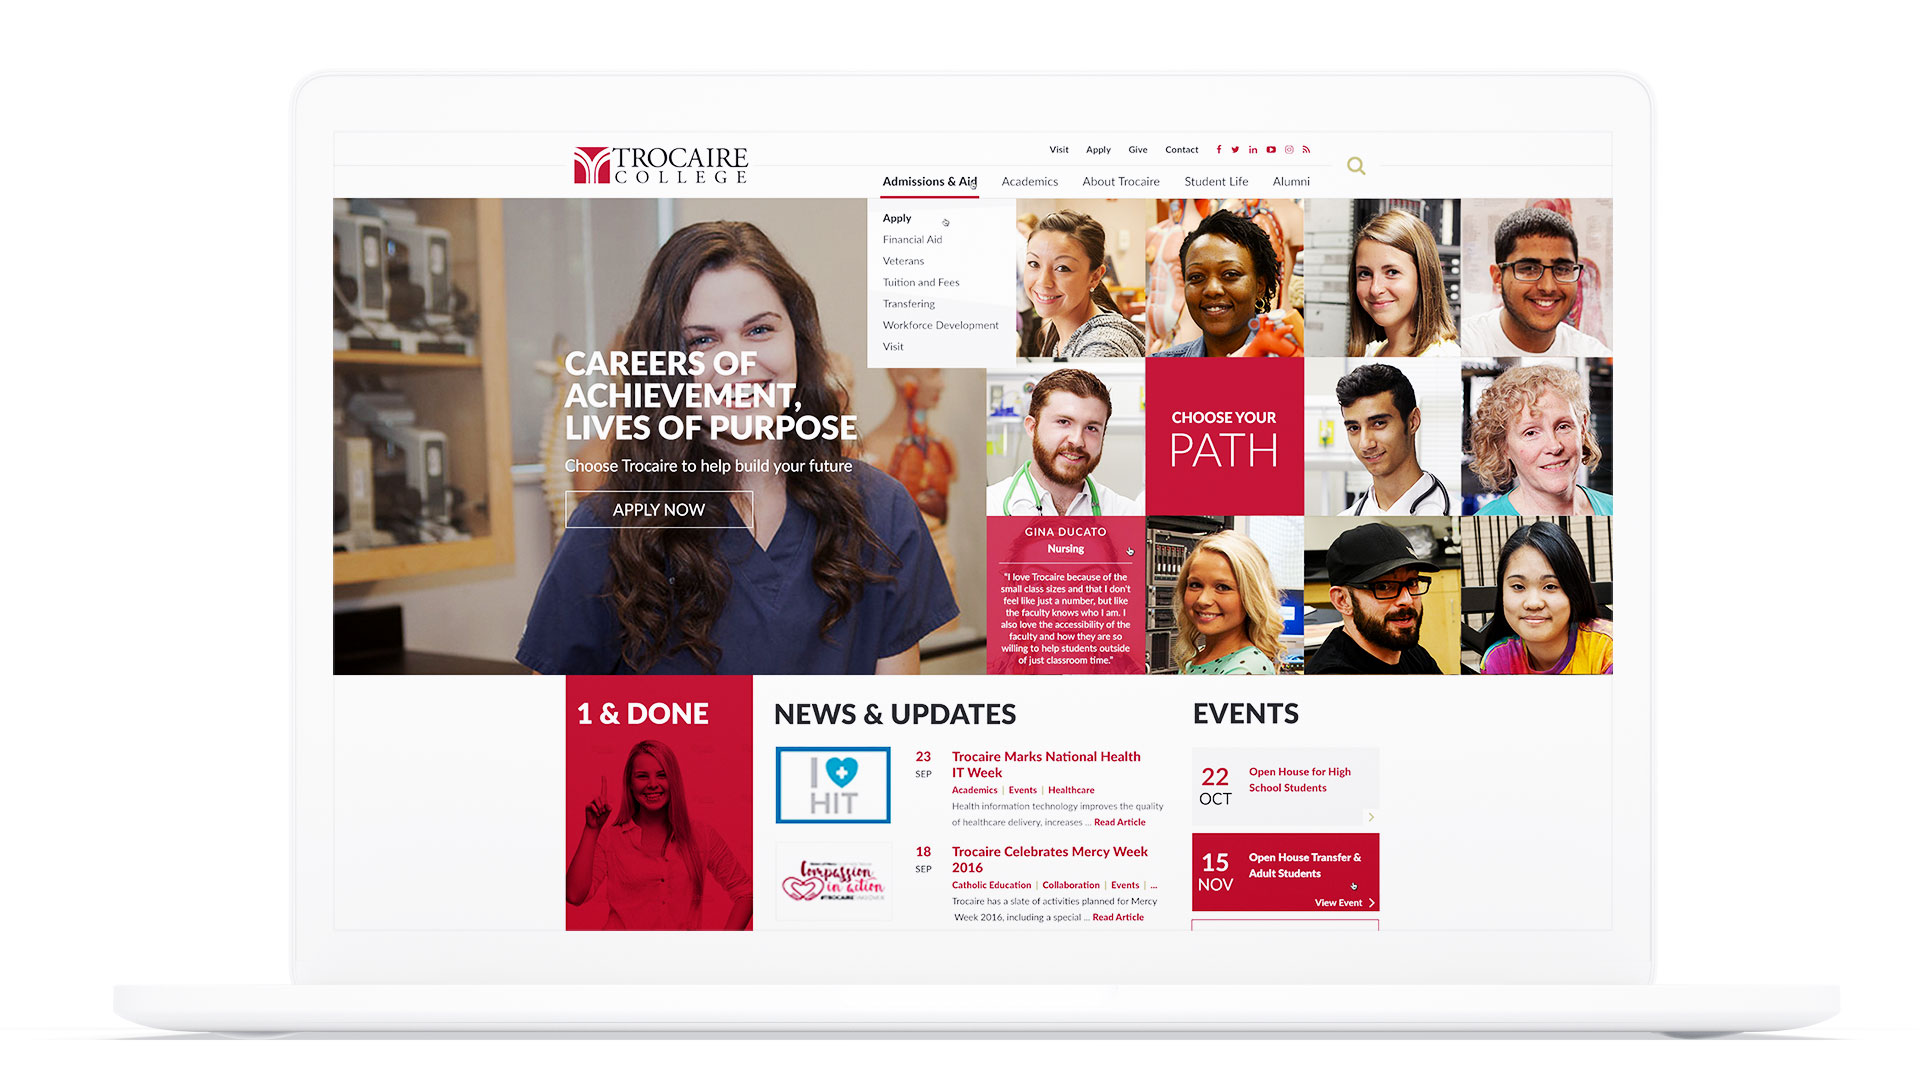 TROCAIRE
COLLEGE
Visit Apply Give Contact
Admissions & Aid Academics About Trocaire Student Life Alumni
Apply
Financial Aid
Veterans
Tuition and Fees
Transfering
Workforce Development
Visit
CAREERS OF
ACHIEVEMENT,
LIVES OF PURPOSE
Choose Trocaire to help build your future
APPLY NOW
CHOOSE YOUR
PATH
GINA DUCATO
Nursing
"I love Trocaire because of the
small class sizes and that I don't
feel like just a number, but like
the faculty knows who I am. I
also love the accessibility of the
faculty and how they are so
willing to help students outside
of just classroom time."
1 & DONE
NEWS & UPDATES
I
HIT
23
SEP
Trocaire Marks National Health
IT Week
Academics | Events | Healthcare
Health information technology improves the quality
of healthcare delivery, increases ... Read Article
Compassion
in action
18
SEP
Trocaire Celebrates Mercy Week
2016
Catholic Education | Collaboration | Events | ...
Trocaire has a slate of activities planned for Mercy
Week 2016, including a special ... Read Article
EVENTS
22
OCT
Open House for High
School Students
15
NOV
Open House Transfer &
Adult Students
View Event